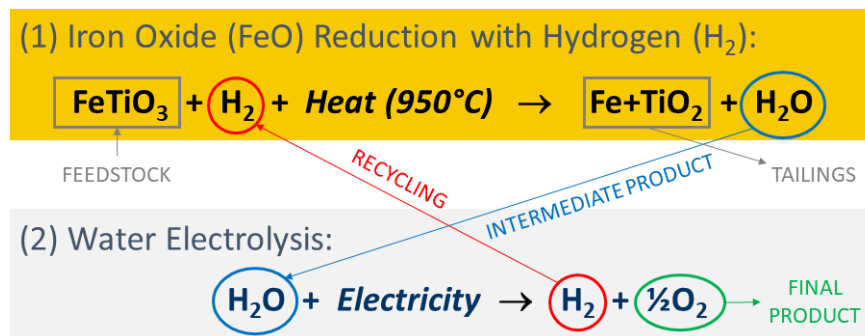 (1) Iron Oxide (FeO) Reduction with Hydrogen (H₂):
FeTiO₃ + H₂ + Heat (950°C) → Fe+TiO₂ + H₂O
FEEDSTOCK
RECYCLING
INTERMEDIATE PRODUCT
TAILINGS
(2) Water Electrolysis:
H₂O + Electricity → H₂ + ½O₂
FINAL
PRODUCT